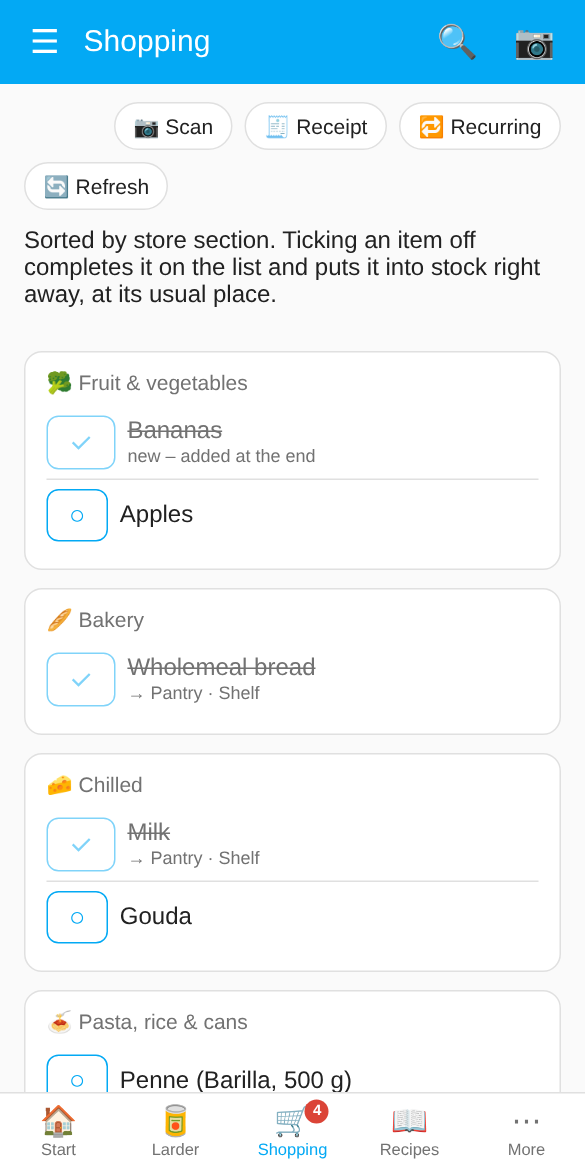 Shopping
Scan
Receipt
Recurring
Refresh
Sorted by store section. Ticking an item off
completes it on the list and puts it into stock right
away, at its usual place.
Fruit & vegetables
Bananas
new – added at the end
Apples
Bakery
Wholemeal bread
→ Pantry · Shelf
Chilled
Milk
→ Pantry · Shelf
Gouda
Pasta, rice & cans
Penne (Barilla, 500 g)
4
Start
Larder
Shopping
Recipes
More